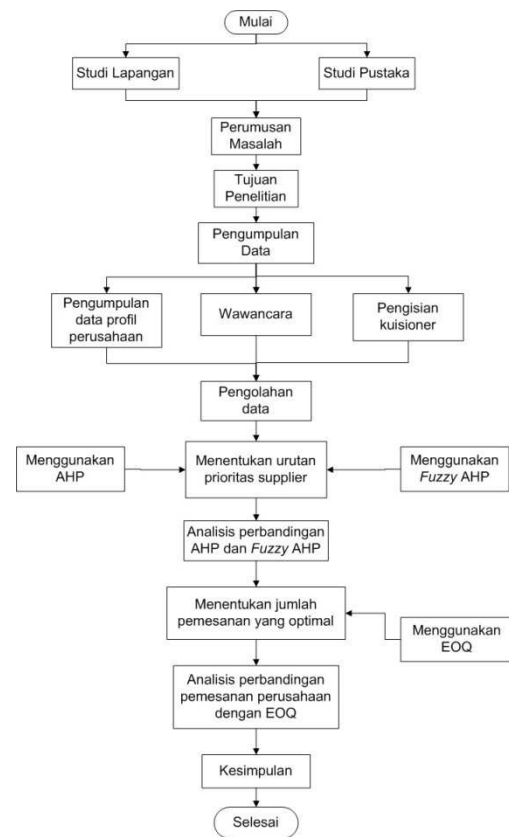 Mulai
Studi Lapangan
Studi Pustaka
Perumusan
Masalah
Tujuan
Penelitian
Pengumpulan
Data
Pengumpulan
data profil
perusahaan
Wawancara
Pengisian
kuisioner
Pengolahan
data
Menggunakan
AHP
Menentukan urutan
prioritas supplier
Menggunakan
Fuzzy AHP
Analisis perbandingan
AHP dan Fuzzy AHP
Menentukan jumlah
pemesanan yang optimal
Menggunakan
EOQ
Analisis perbandingan
pemesanan perusahaan
dengan EOQ
Kesimpulan
Selesai